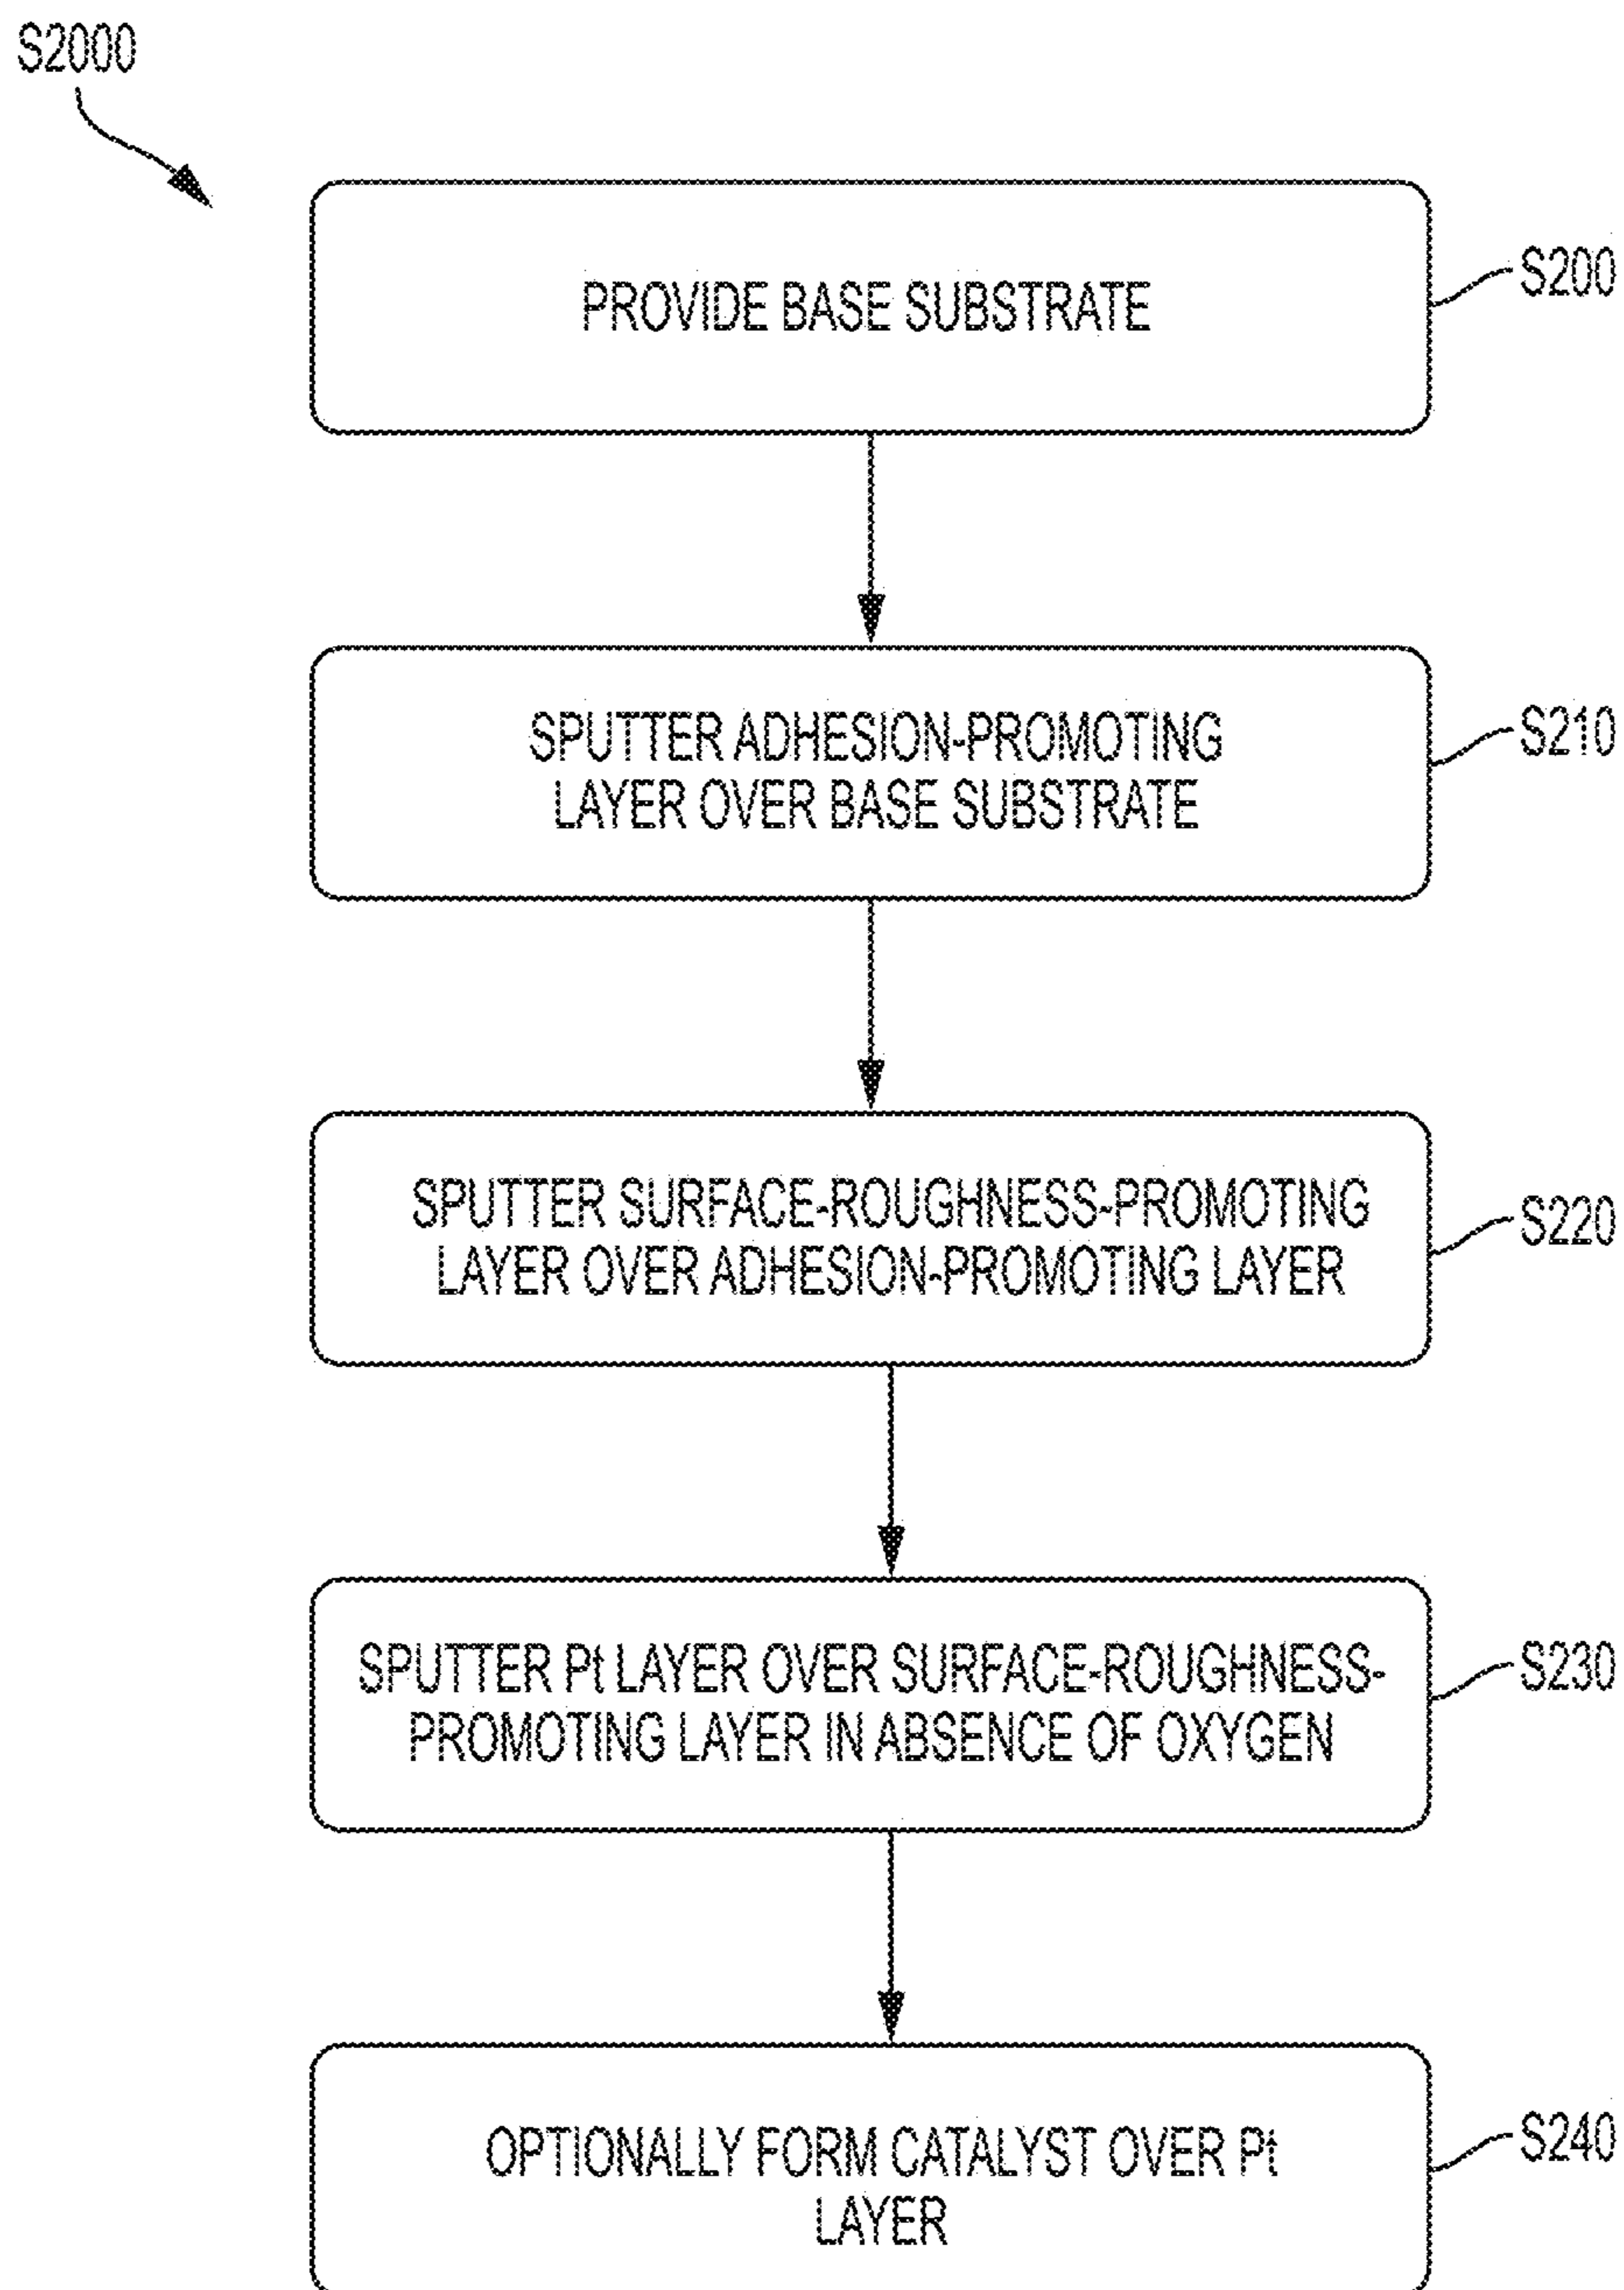 S2000
PROVIDE BASE SUBSTRATE
S200
SPUTTER ADHESION-PROMOTING
LAYER OVER BASE SUBSTRATE
S210
SPUTTER SURFACE-ROUGHNESS-PROMOTING
LAYER OVER ADHESION-PROMOTING LAYER
S220
SPUTTER Pt LAYER OVER SURFACE-ROUGHNESS-
PROMOTING LAYER IN ABSENCE OF OXYGEN
S230
OPTIONALLY FORM CATALYST OVER Pt
LAYER
S240